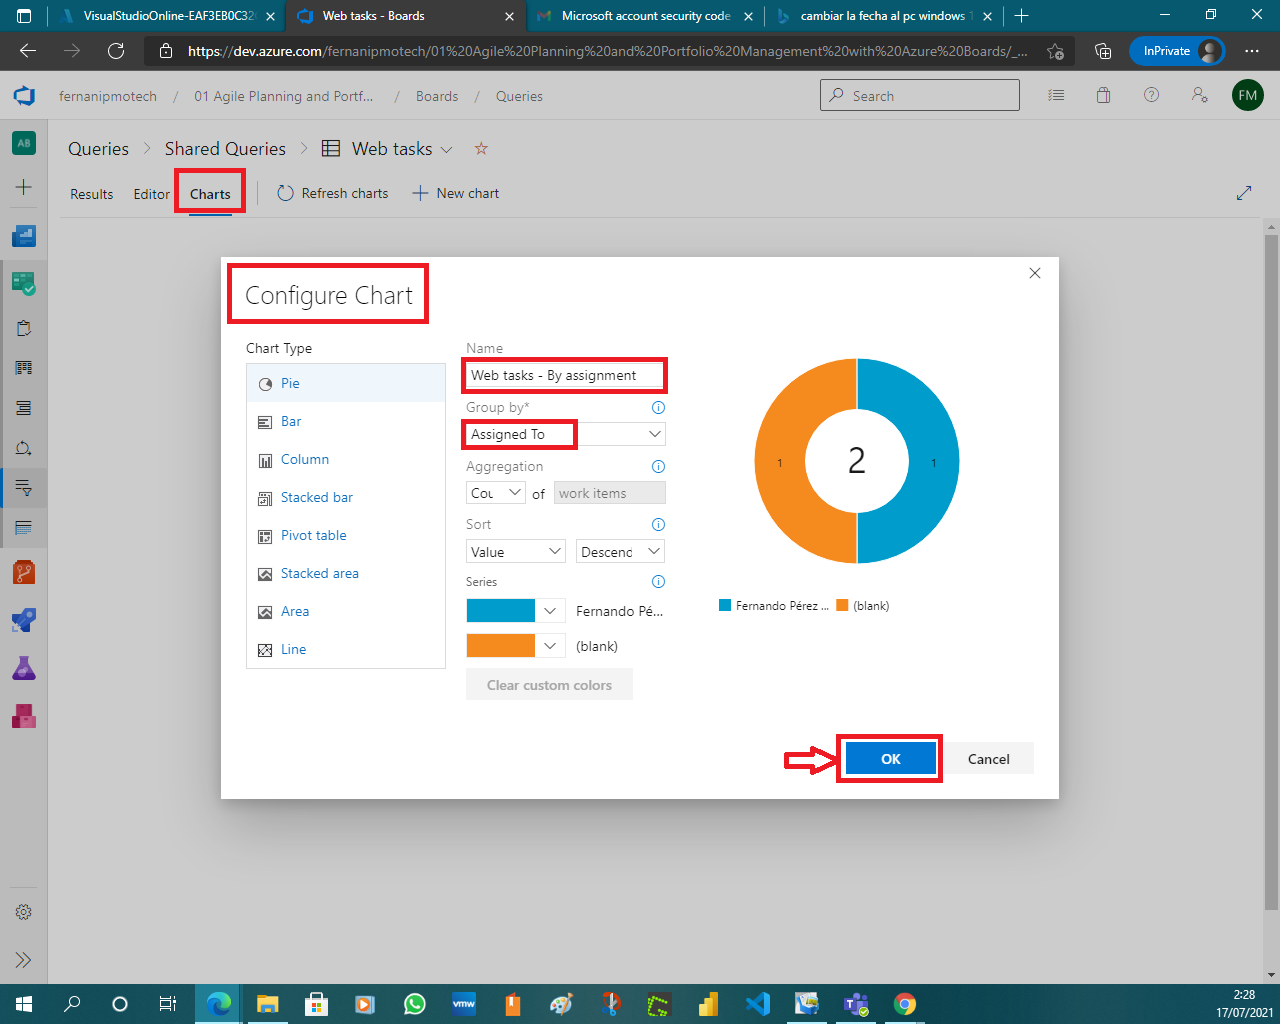 VisualStudioOnline-EAF3EB0C32
Web tasks - Boards
Microsoft account security code
cambiar la fecha al pc windows 1
https://dev.azure.com/fernanipmotech/01%20Agile%20Planning%20and%20Portfolio%20Management%20with%20Azure%20Boards/_...
InPrivate
fernanipmotech / 01 Agile Planning and Portf... / Boards / Queries
Search
FM
AB
Queries > Shared Queries > Web tasks
Results
Editor
Charts
Refresh charts
New chart
Configure Chart
Chart Type
Pie
Bar
Column
Stacked bar
Pivot table
Stacked area
Area
Line
Name
Web tasks - By assignment
Group by*
Assigned To
Aggregation
Cou of work items
Sort
Value
Descenc
Series
Fernando Pé...
(blank)
Clear custom colors
1
2
1
Fernando Pérez ...
(blank)
OK
Cancel
vmw
2:28
17/07/2021